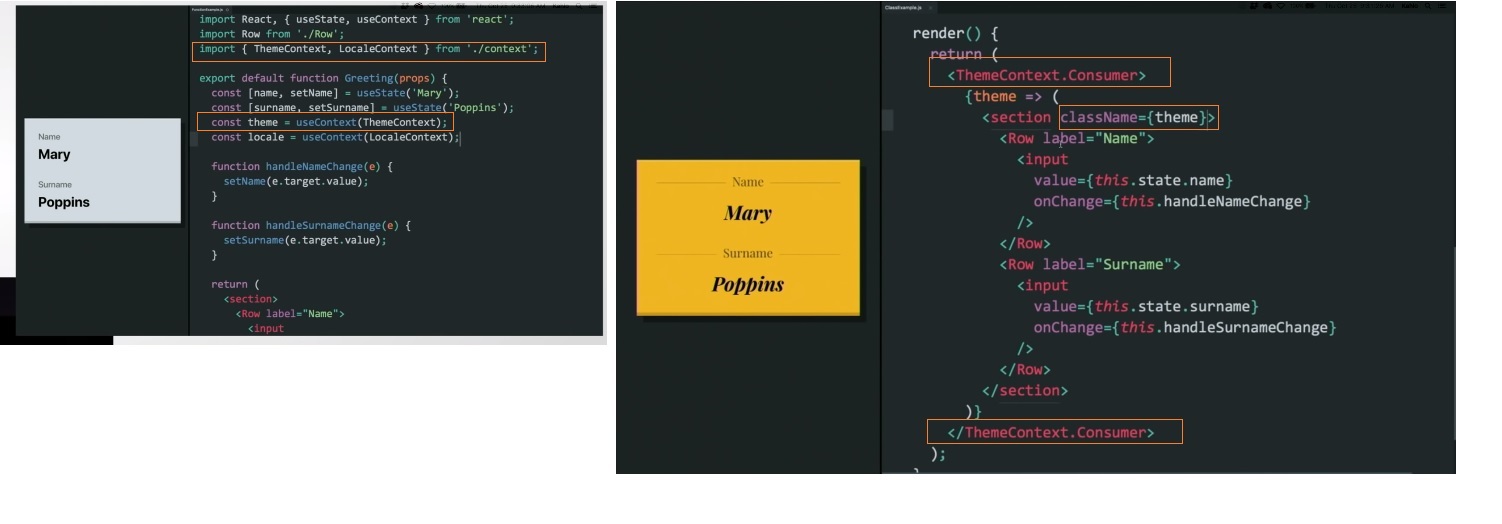 FunctionExample.js
import React, { useState, useContext } from 'react';
import Row from './Row';
import { ThemeContext, LocaleContext } from './context';
export default function Greeting(props) {
const [name, setName] = useState('Mary');
const [surname, setSurname] = useState('Poppins');
const theme = useContext(ThemeContext);
const locale = useContext(LocaleContext);
function handleNameChange(e) {
setName(e.target.value);
}
function handleSurnameChange(e) {
setSurname(e.target.value);
}
return (
<section>
<Row label="Name">
<input
Name
Mary
Surname
Poppins
ClassExample.js
render() {
return (
<ThemeContext.Consumer>
{theme => (
<section className={theme}>
<Row label="Name">
<input
value={this.state.name}
onChange={this.handleNameChange}
/>
</Row>
<Row label="Surname">
<input
value={this.state.surname}
onChange={this.handleSurnameChange}
/>
</Row>
</section>
)}
</ThemeContext.Consumer>
);
Name
Mary
Surname
Poppins